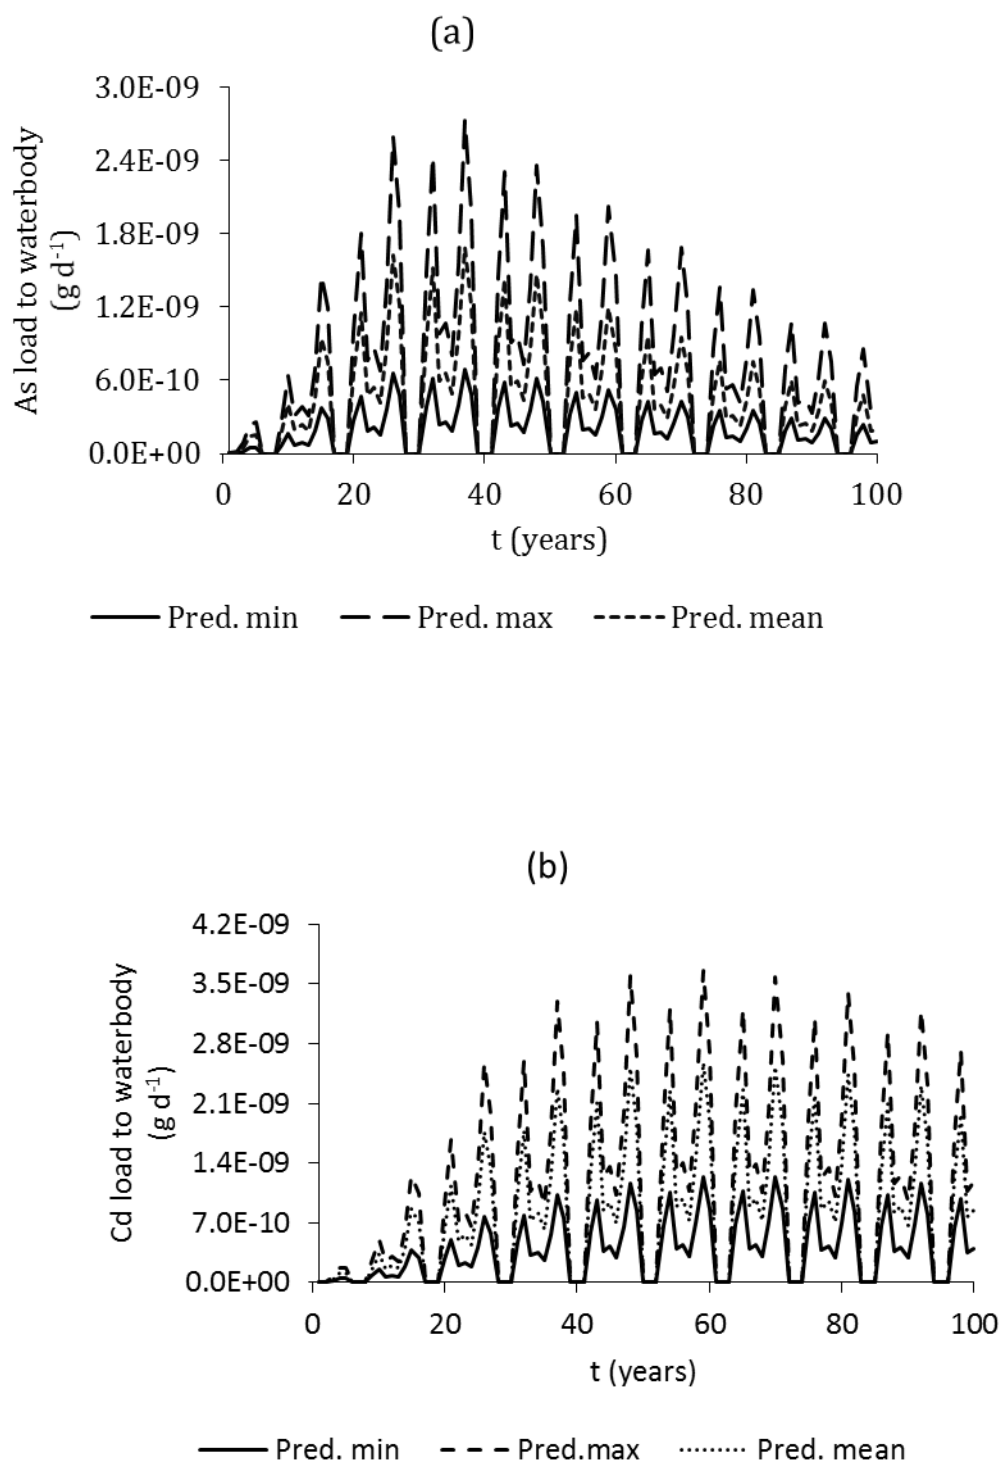 (a)
3.0E-09
2.4E-09
1.8E-09
1.2E-09
6.0E-10
0.0E+00
As load to waterbody
(g d-1)
0 20 40 60 80 100
t (years)
Pred. min Pred. max Pred. mean
(b)
4.2E-09
3.5E-09
2.8E-09
2.1E-09
1.4E-09
7.0E-10
0.0E+00
Cd load to waterbody
(g d-1)
0 20 40 60 80 100
t (years)
Pred. min Pred.max Pred. mean